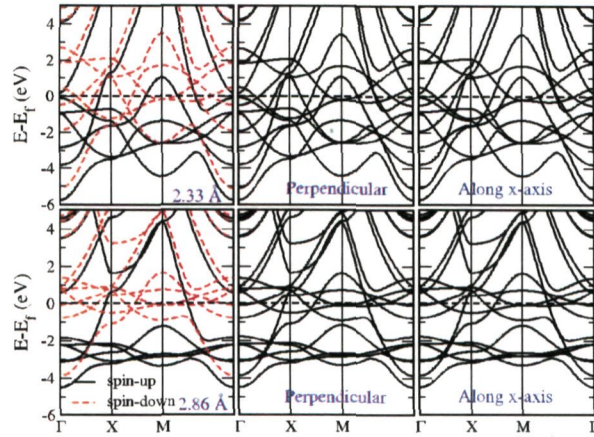 E-E_f (eV)
4
2
0
-2
-4
-6
2.33 Å
Perpendicular
Along x-axis
E-E_f (eV)
4
2
0
-2
-4
-6
spin-up
spin-down
2.86 Å
Perpendicular
Along x-axis
Γ X M Γ X M Γ X M Γ